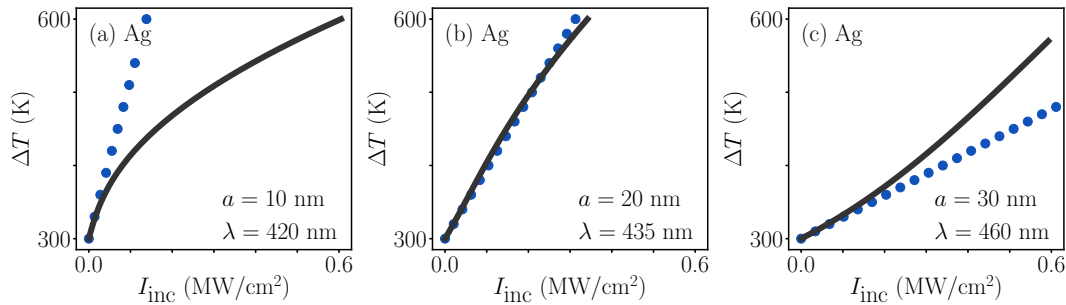 600
(a) Ag
ΔT (K)
a = 10 nm
λ = 420 nm
300
0.0
0.6
I_inc (MW/cm²)
600
(b) Ag
ΔT (K)
a = 20 nm
λ = 435 nm
300
0.0
0.6
I_inc (MW/cm²)
600
(c) Ag
ΔT (K)
a = 30 nm
λ = 460 nm
300
0.0
0.6
I_inc (MW/cm²)